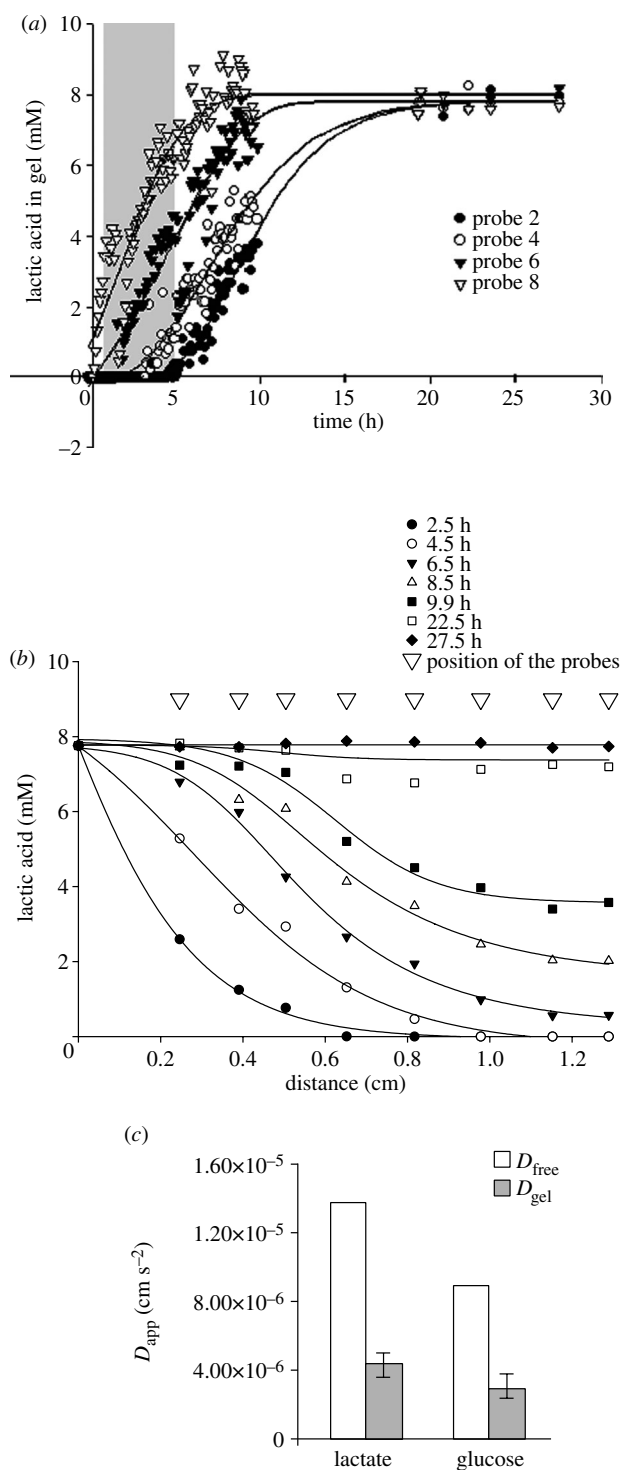 (a)
10
8
6
4
2
0
–2
lactic acid in gel (mM)
probe 2
probe 4
probe 6
probe 8
0 5 10 15 20 25 30
time (h)
2.5 h
4.5 h
6.5 h
8.5 h
9.9 h
22.5 h
27.5 h
position of the probes
(b)
10
8
6
4
2
0
lactic acid (mM)
0.2 0.4 0.6 0.8 1.0 1.2
distance (cm)
(c)
1.60×10⁻⁵
1.20×10⁻⁵
8.00×10⁻⁶
4.00×10⁻⁶
0
D_app (cm s⁻²)
D_free
D_gel
lactate glucose